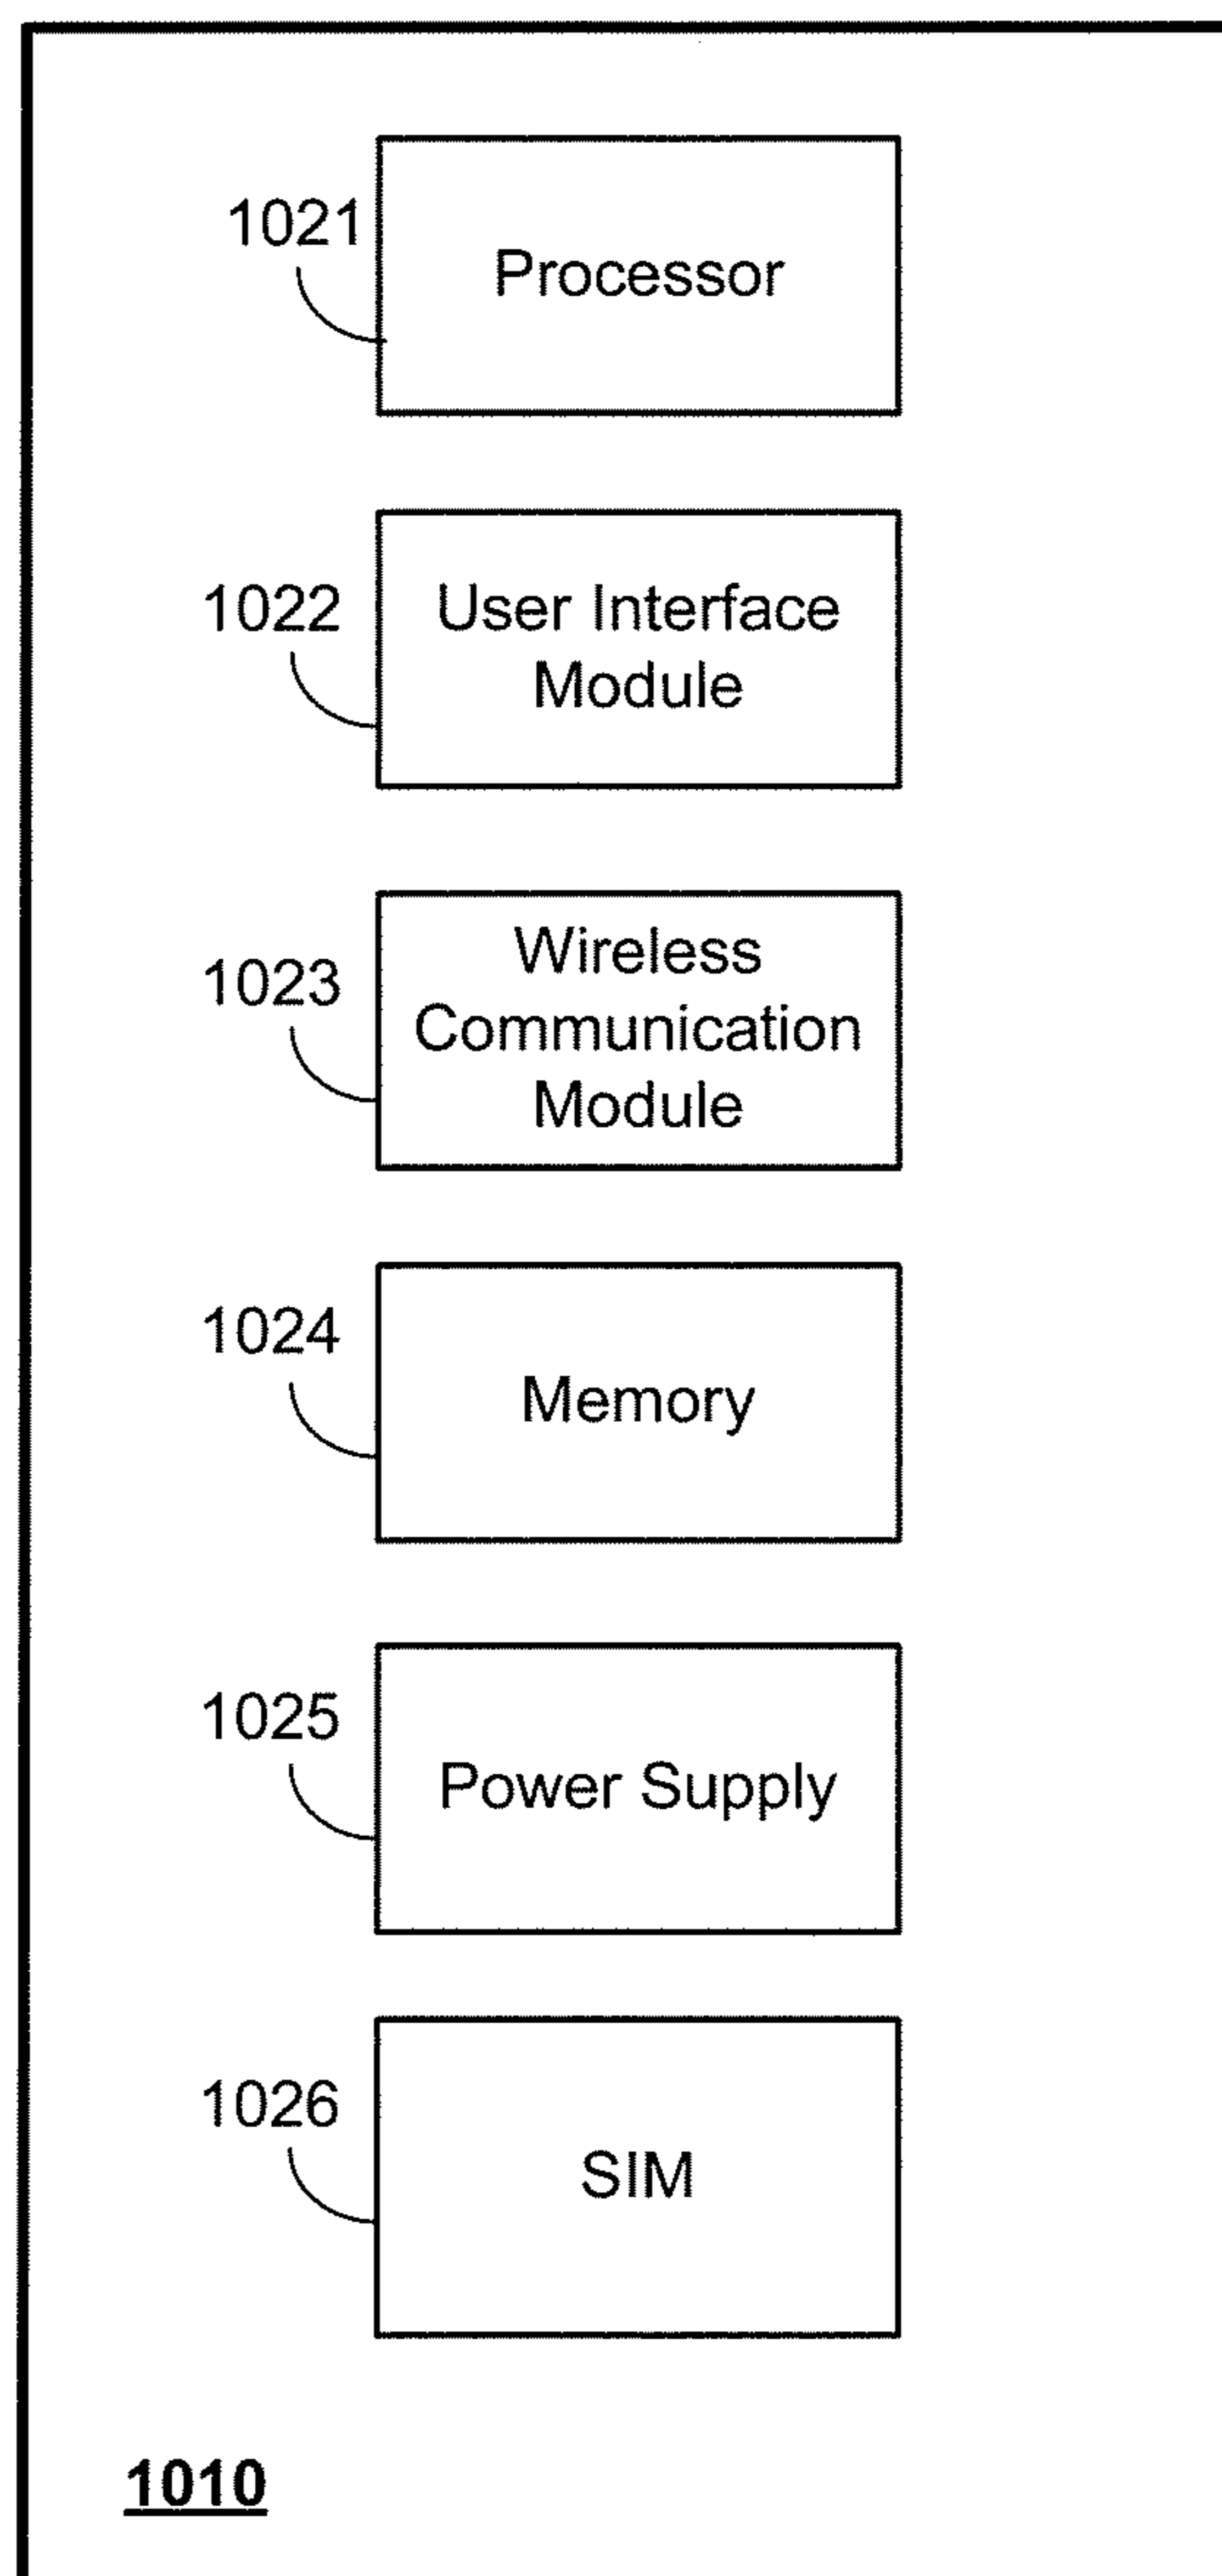 1021
Processor
1022
User Interface
Module
1023
Wireless
Communication
Module
1024
Memory
1025
Power Supply
1026
SIM
1010